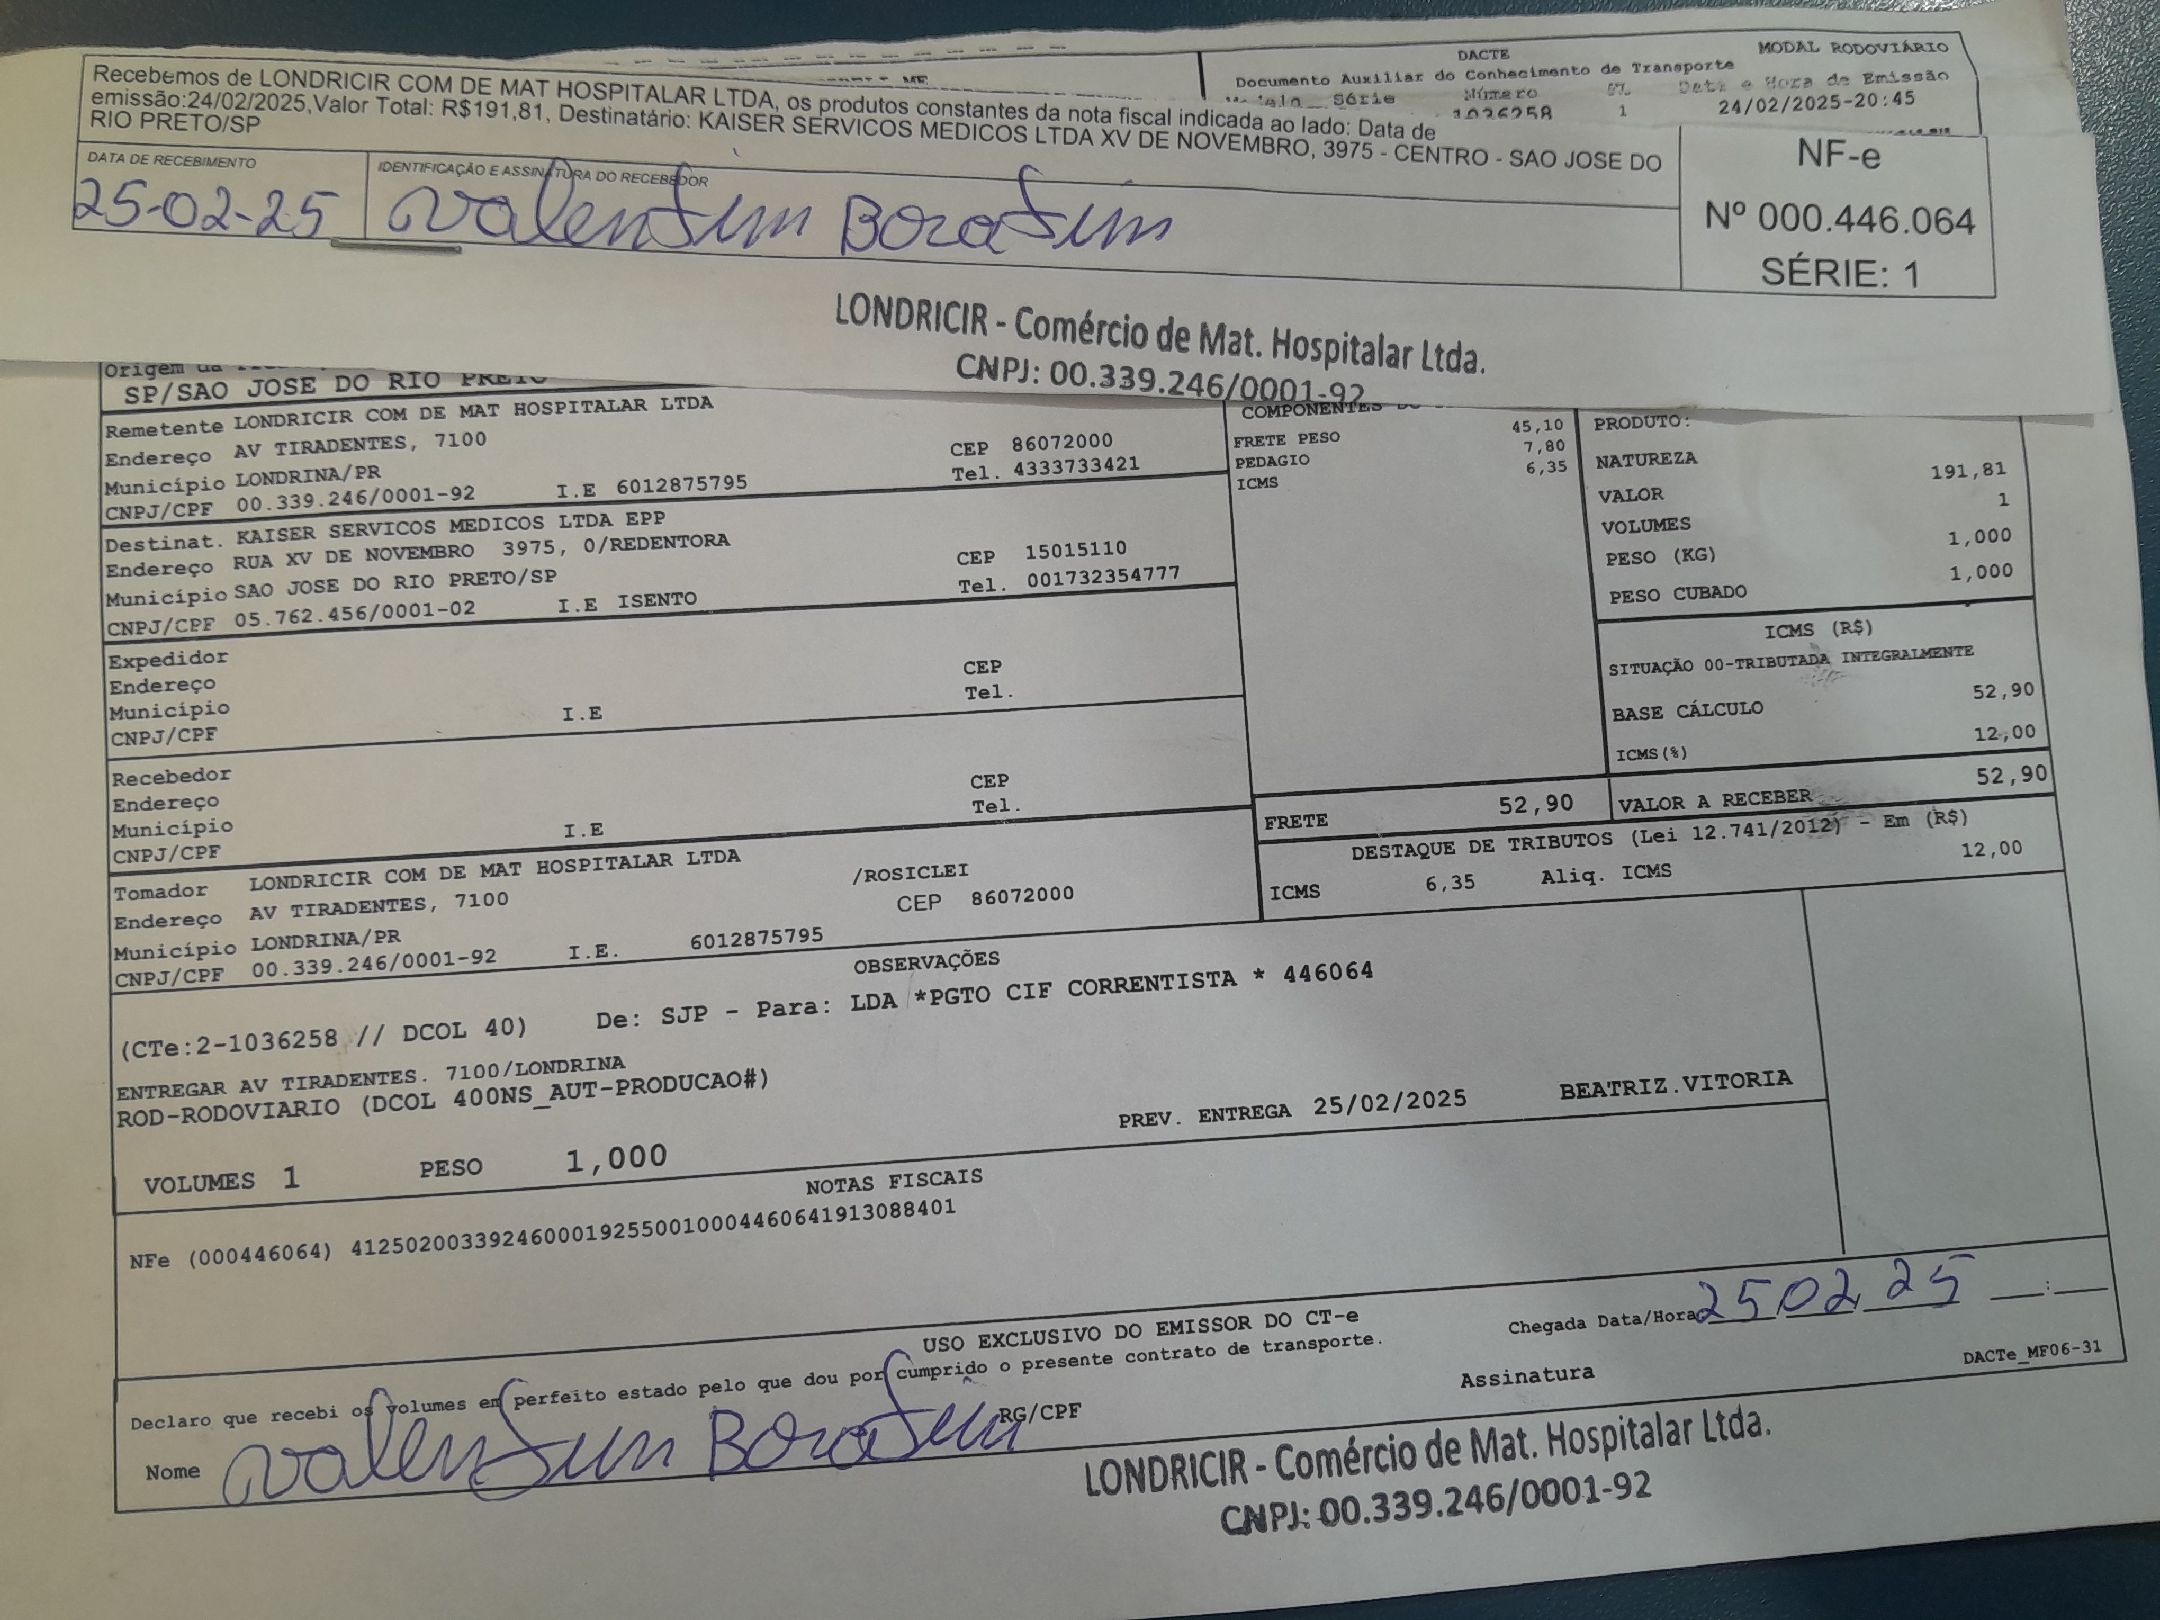 DACTE
MODAL RODOVIÁRIO
Documento Auxiliar do Conhecimento de Transporte
Série Número FL Data e Hora de Emissão
1036258 1 24/02/2025-20:45
Recebemos de LONDRICIR COM DE MAT HOSPITALAR LTDA, os produtos constantes da nota fiscal indicada ao lado: Data de
emissão:24/02/2025,Valor Total: R$191,81, Destinatário: KAISER SERVICOS MEDICOS LTDA XV DE NOVEMBRO, 3975 - CENTRO - SAO JOSE DO
RIO PRETO/SP
DATA DE RECEBIMENTO IDENTIFICAÇÃO E ASSINATURA DO RECEBEDOR
25-02-25 Valentim Boratim
NF-e
Nº 000.446.064
SÉRIE: 1
LONDRICIR - Comércio de Mat. Hospitalar Ltda.
CNPJ: 00.339.246/0001-92
Origem da
SP/SAO JOSE DO RIO PRETO
Remetente LONDRICIR COM DE MAT HOSPITALAR LTDA
Endereço AV TIRADENTES, 7100 CEP 86072000
Município LONDRINA/PR Tel. 4333733421
CNPJ/CPF 00.339.246/0001-92 I.E 6012875795
Destinat. KAISER SERVICOS MEDICOS LTDA EPP
Endereço RUA XV DE NOVEMBRO 3975, 0/REDENTORA CEP 15015110
Município SAO JOSE DO RIO PRETO/SP Tel. 001732354777
CNPJ/CPF 05.762.456/0001-02 I.E ISENTO
Expedidor
Endereço CEP
Município Tel.
CNPJ/CPF I.E
Recebedor
Endereço CEP
Município Tel.
CNPJ/CPF I.E
Tomador LONDRICIR COM DE MAT HOSPITALAR LTDA /ROSICLEI
Endereço AV TIRADENTES, 7100 CEP 86072000
Município LONDRINA/PR
CNPJ/CPF 00.339.246/0001-92 I.E. 6012875795
COMPONENTES
FRETE PESO 45,10
PEDAGIO 7,80
ICMS 6,35
PRODUTO:
NATUREZA
VALOR 191,81
VOLUMES 1
PESO (KG) 1,000
PESO CUBADO 1,000
ICMS (R$)
SITUAÇÃO 00-TRIBUTADA INTEGRALMENTE
BASE CÁLCULO 52,90
ICMS(%) 12,00
FRETE 52,90 VALOR A RECEBER 52,90
DESTAQUE DE TRIBUTOS (Lei 12.741/2012) - Em (R$)
ICMS 6,35 Aliq. ICMS 12,00
OBSERVAÇÕES
(CTe:2-1036258 // DCOL 40) De: SJP - Para: LDA *PGTO CIF CORRENTISTA * 446064
ENTREGAR AV TIRADENTES. 7100/LONDRINA
ROD-RODOVIARIO (DCOL 400NS_AUT-PRODUCAO#)
PREV. ENTREGA 25/02/2025 BEATRIZ.VITORIA
VOLUMES 1 PESO 1,000
NOTAS FISCAIS
NFe (000446064) 41250200339246000192550010004460641913088401
USO EXCLUSIVO DO EMISSOR DO CT-e
Declaro que recebi os volumes em perfeito estado pelo que dou por cumprido o presente contrato de transporte.
Chegada Data/Hora 25 02 25 :
Nome Valentim Boratim RG/CPF Assinatura
DACTe_MF06-31
LONDRICIR - Comércio de Mat. Hospitalar Ltda.
CNPJ: 00.339.246/0001-92